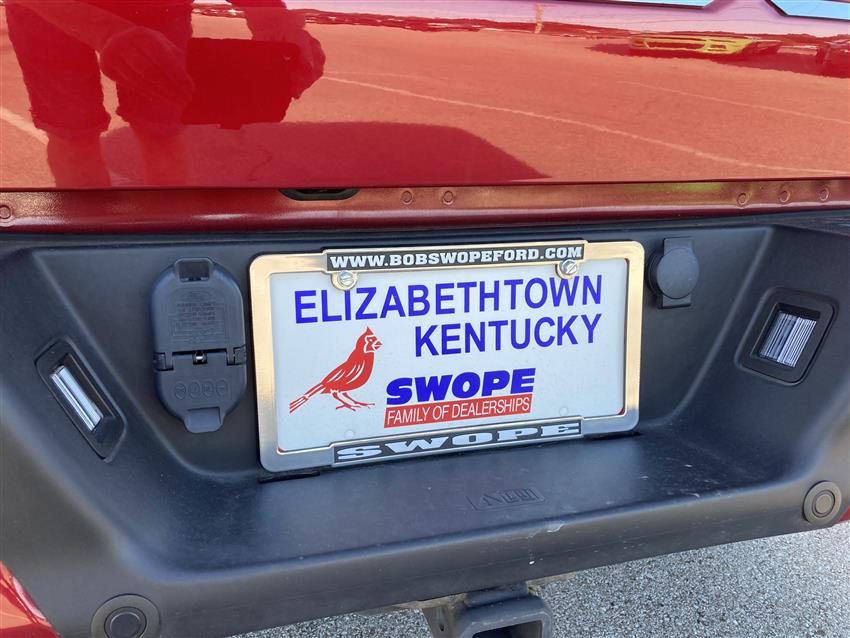 WWW.BOBSWOPEFORD.COM
ELIZABETHTOWN
KENTUCKY
SWOPE
FAMILY OF DEALERSHIPS
SWOPE